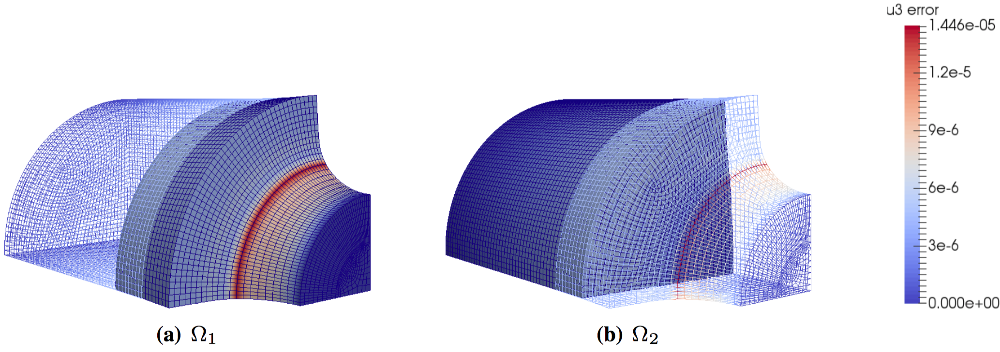 u3 error
1.446e-05
1.2e-5
9e-6
6e-6
3e-6
0.000e+00
(a) Ω₁
(b) Ω₂